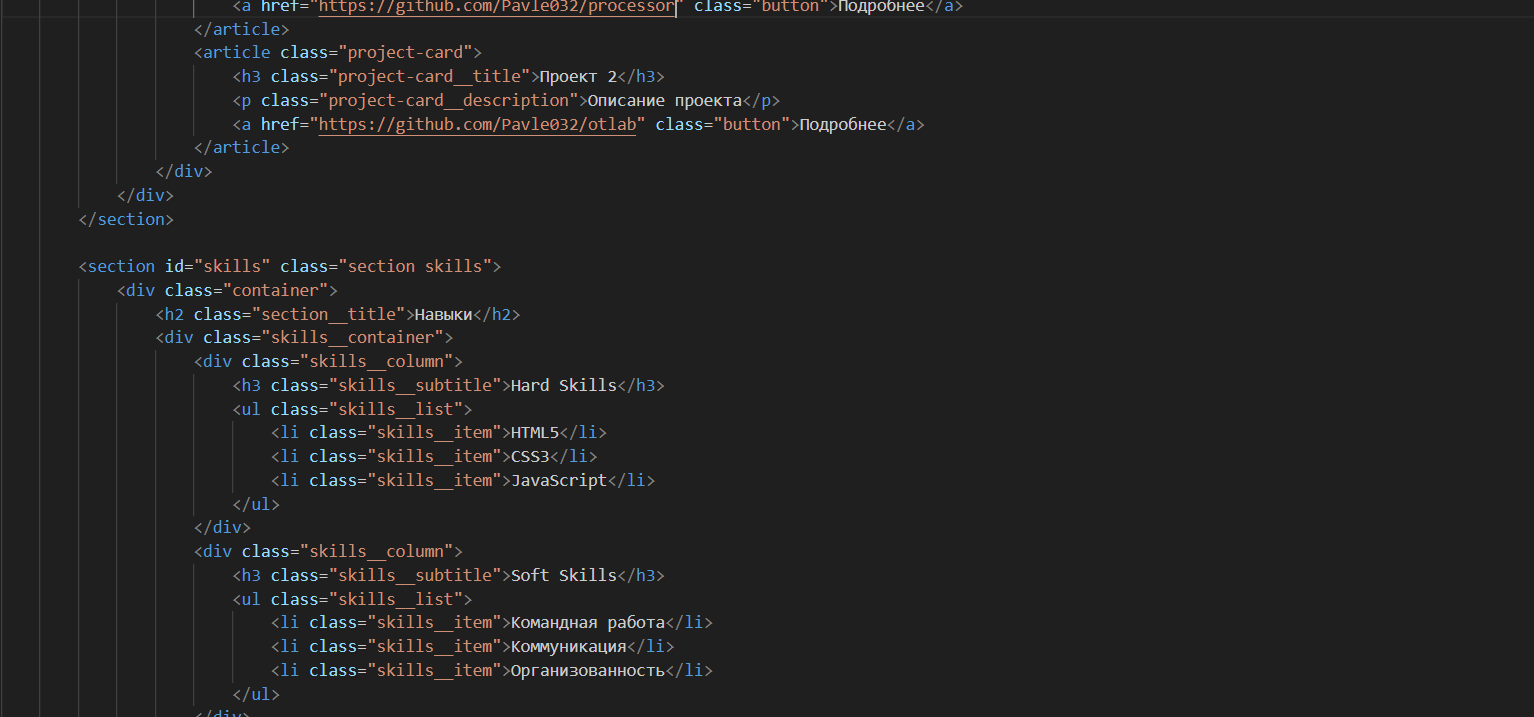 <a href="https://github.com/Pavle032/processor" class="button">Подробнее</a>
</article>
<article class="project-card">
<h3 class="project-card__title">Проект 2</h3>
<p class="project-card__description">Описание проекта</p>
<a href="https://github.com/Pavle032/otlab" class="button">Подробнее</a>
</article>
</div>
</div>
</section>
<section id="skills" class="section skills">
<div class="container">
<h2 class="section__title">Навыки</h2>
<div class="skills__container">
<div class="skills__column">
<h3 class="skills__subtitle">Hard Skills</h3>
<ul class="skills__list">
<li class="skills__item">HTML5</li>
<li class="skills__item">CSS3</li>
<li class="skills__item">JavaScript</li>
</ul>
</div>
<div class="skills__column">
<h3 class="skills__subtitle">Soft Skills</h3>
<ul class="skills__list">
<li class="skills__item">Командная работа</li>
<li class="skills__item">Коммуникация</li>
<li class="skills__item">Организованность</li>
</ul>
</div>